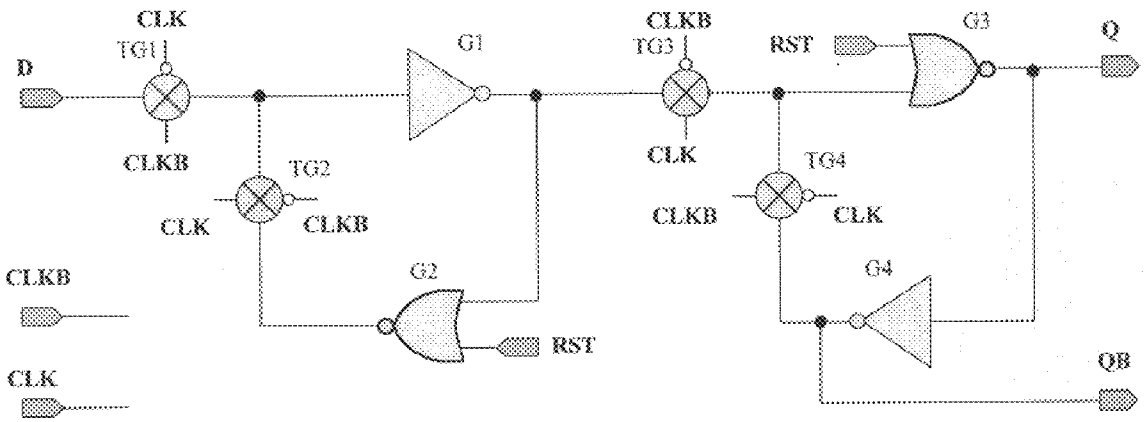 CLK
TG1
D
CLKB
G1
CLKB
TG3
CLK
RST
G3
Q
TG2
CLK
CLKB
TG4
CLKB
CLK
G2
RST
G4
CLKB
CLK
QB